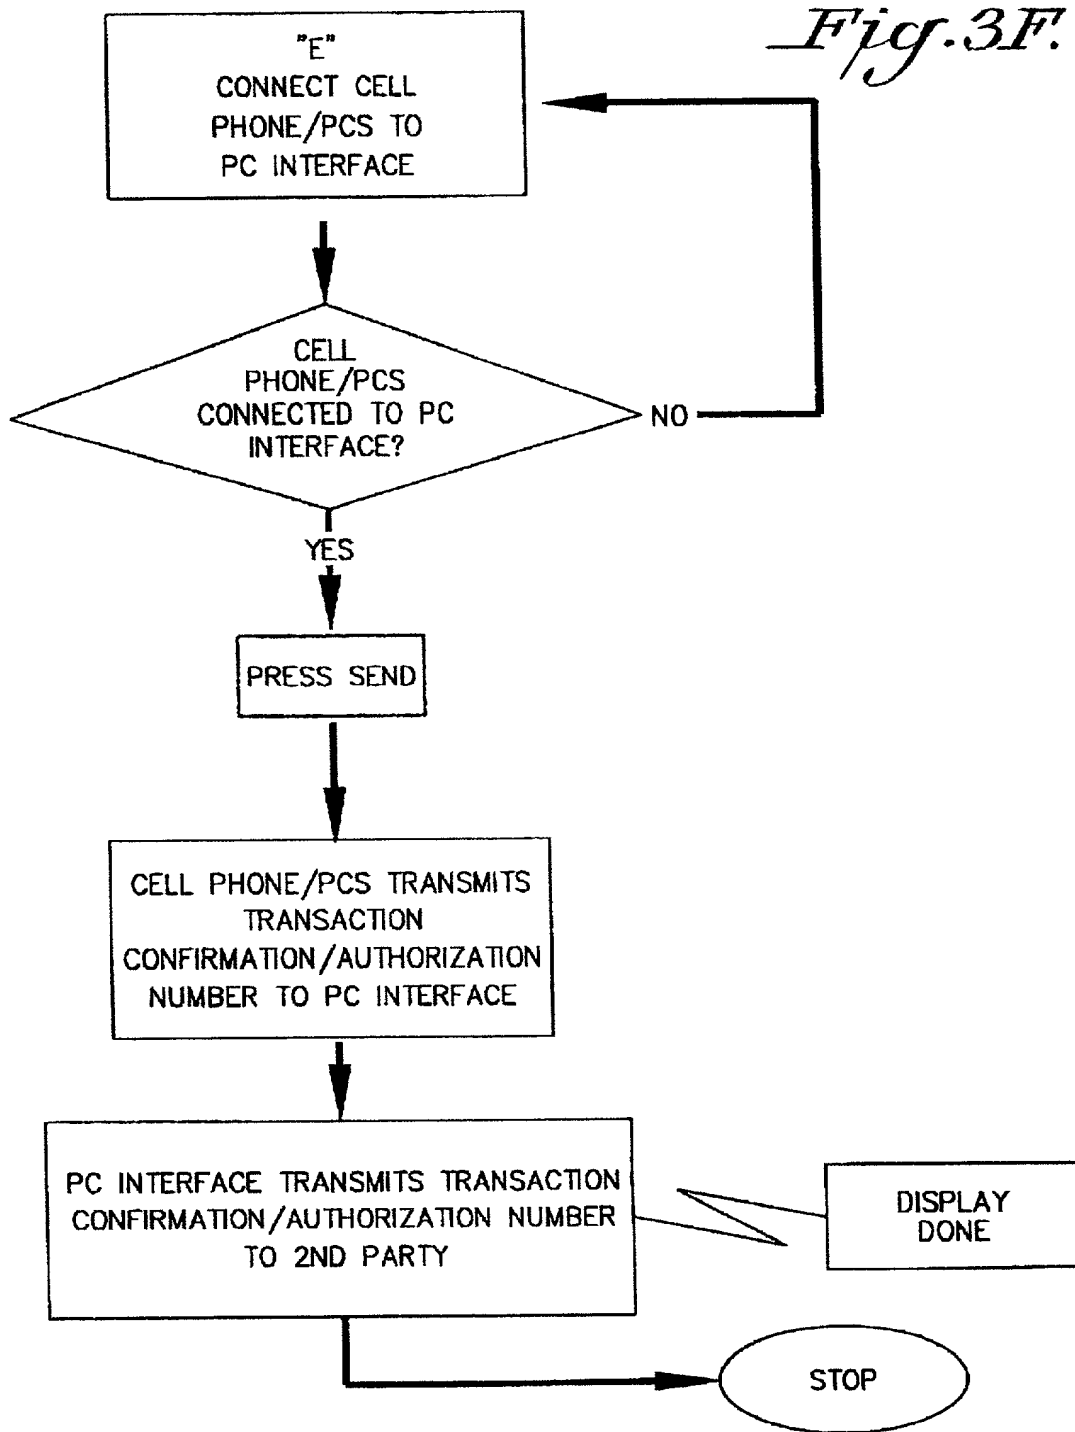 Fig.3F.
"E"
CONNECT CELL
PHONE/PCS TO
PC INTERFACE
CELL
PHONE/PCS
CONNECTED TO PC
INTERFACE?
NO
YES
PRESS SEND
CELL PHONE/PCS TRANSMITS
TRANSACTION
CONFIRMATION/AUTHORIZATION
NUMBER TO PC INTERFACE
PC INTERFACE TRANSMITS TRANSACTION
CONFIRMATION/AUTHORIZATION NUMBER
TO 2ND PARTY
DISPLAY
DONE
STOP